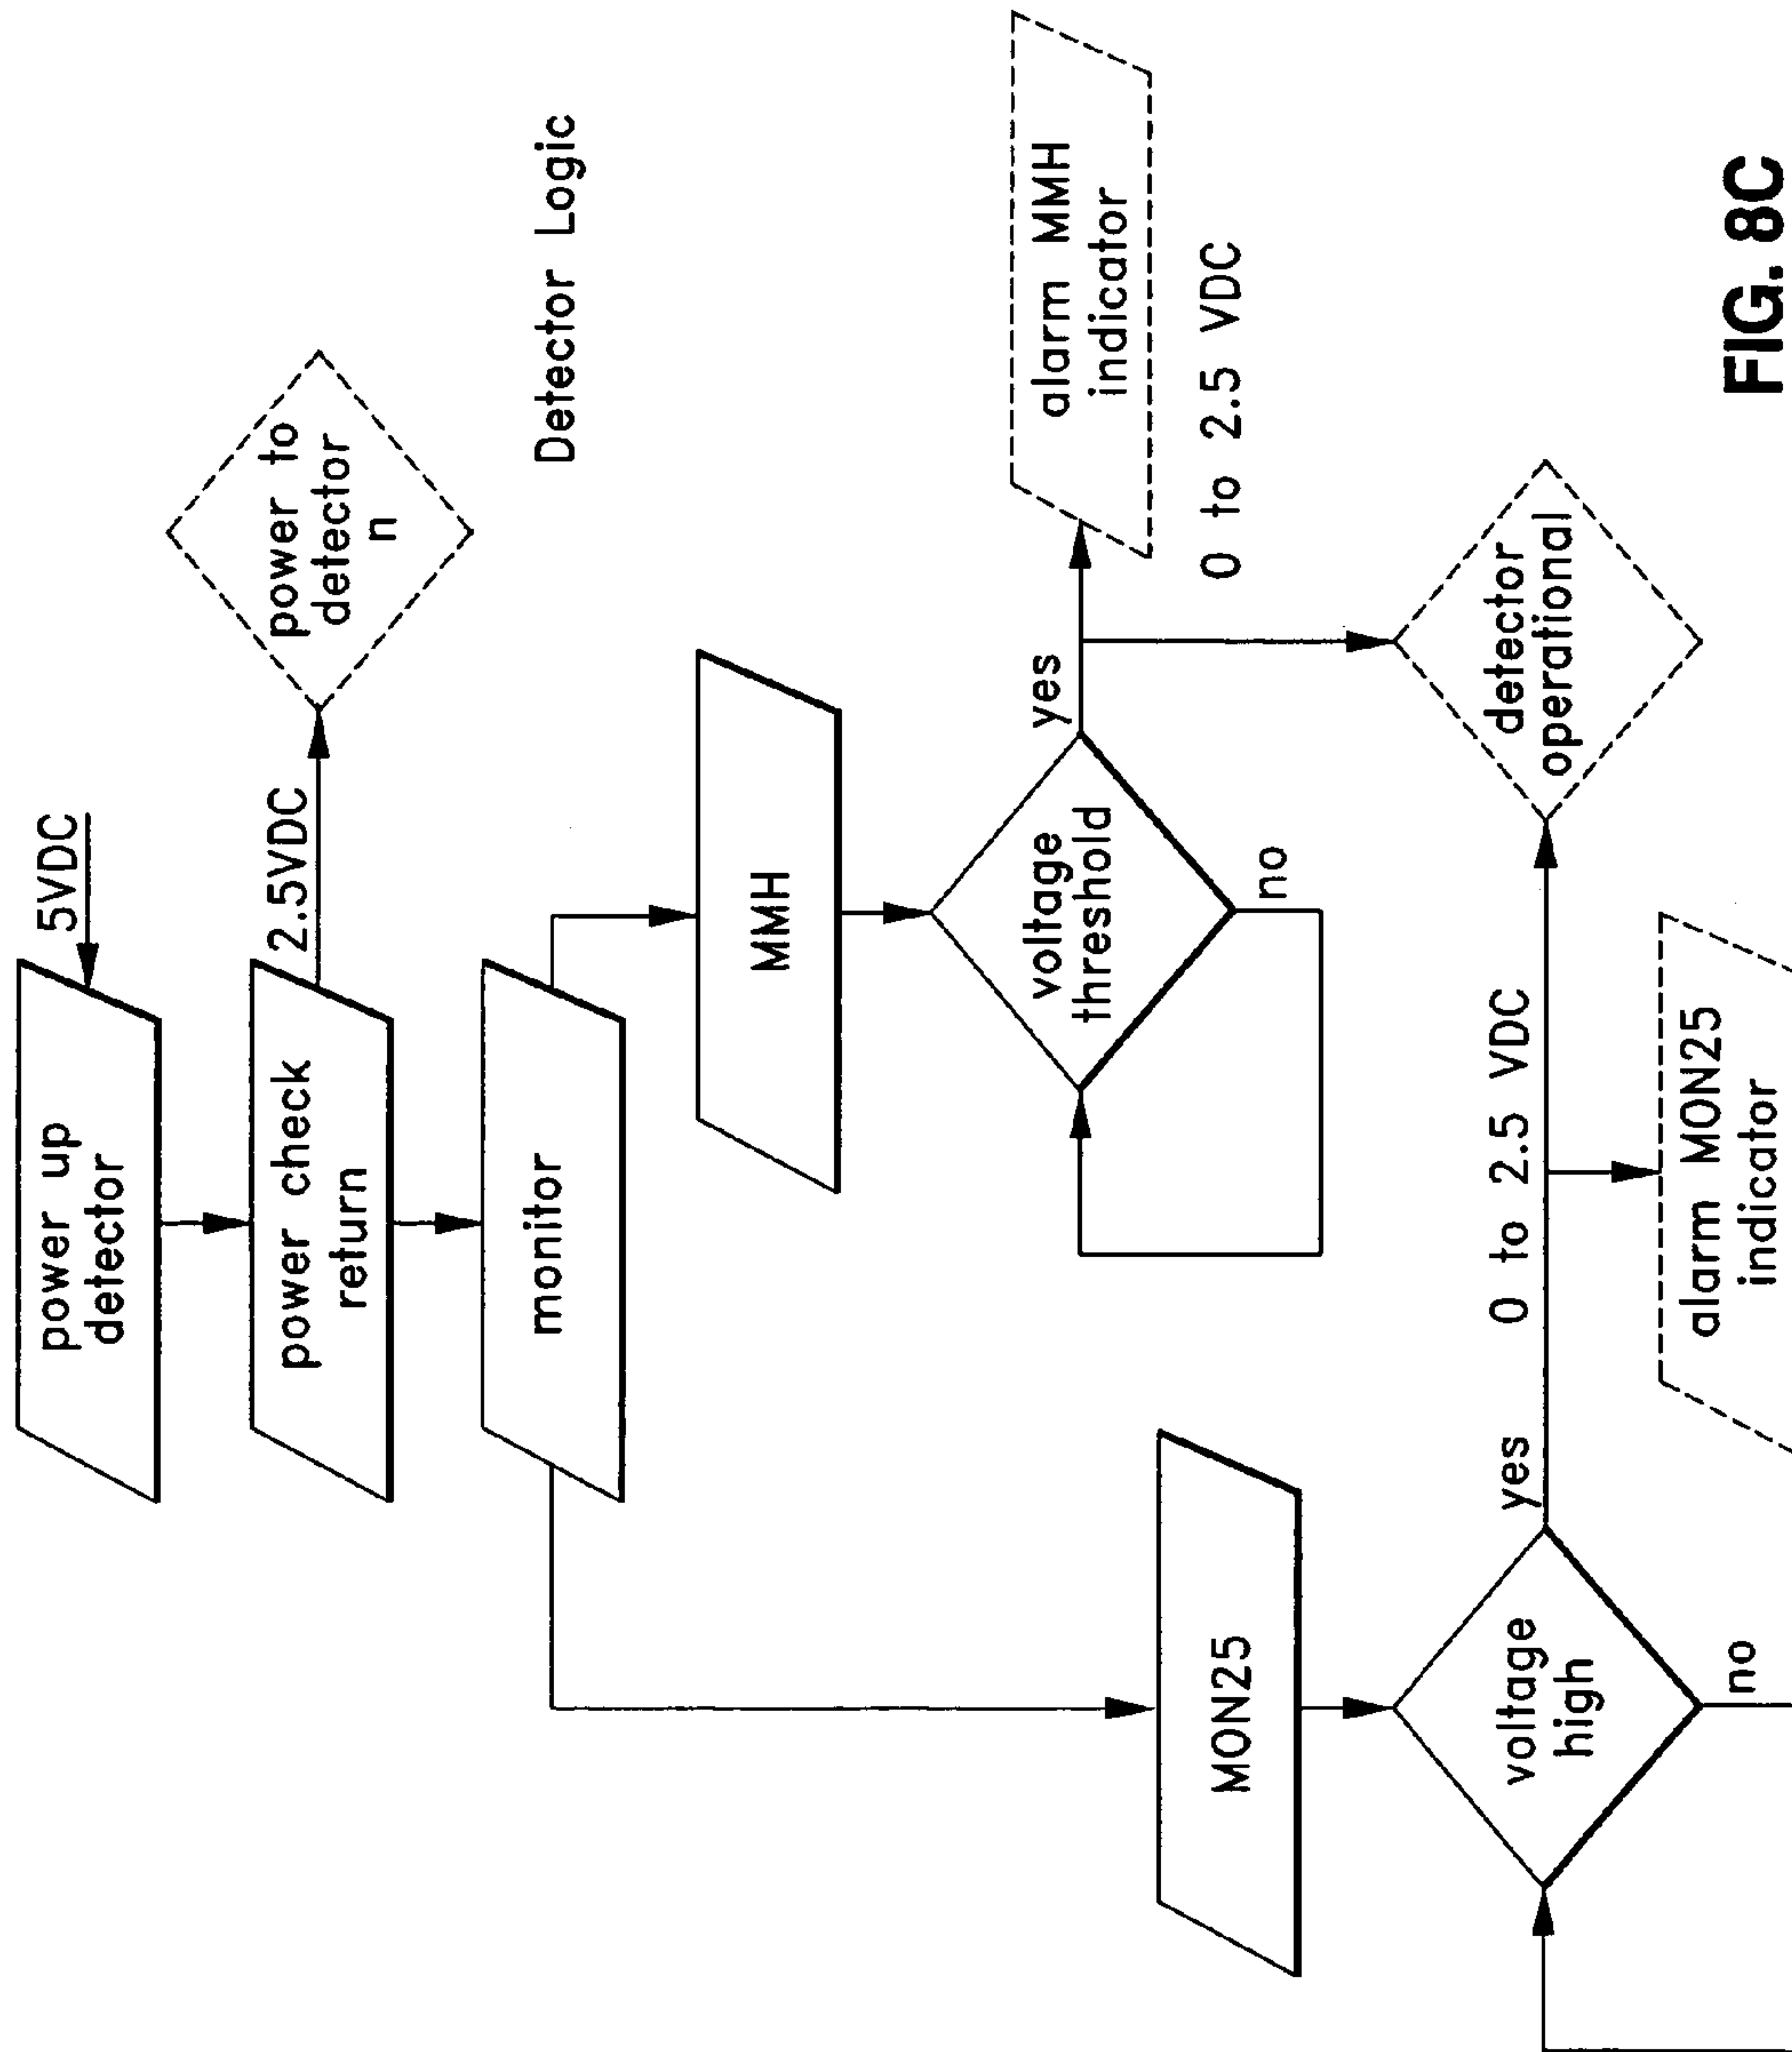 5VDC
power up
detector
2.5VDC
power check
return
power to
detector
n
monitor
Detector Logic
MMH
voltage
threshold
yes
no
alarm MMH
indicator
0 to 2.5 VDC
MON25
voltage
high
yes
no
0 to 2.5 VDC
detector
operational
alarm MON25
indicator
FIG. 8C